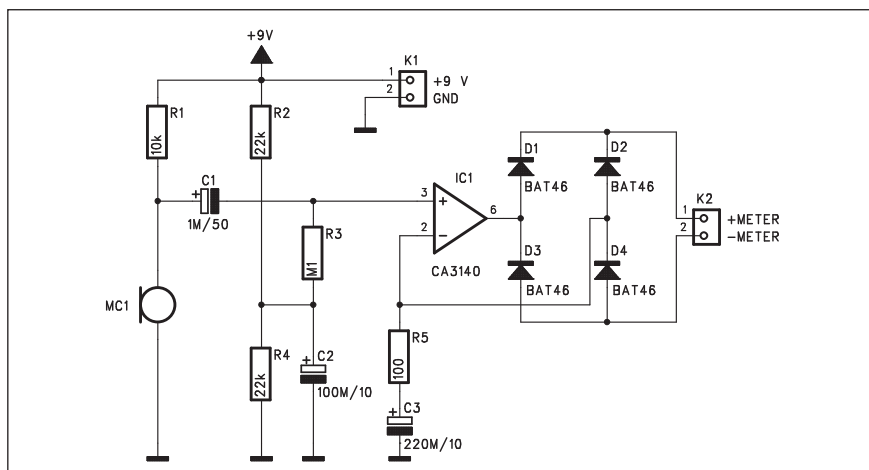 +9V
K1
1
+9 V
2
GND
R1
10k
R2
22k
D1
BAT46
D2
BAT46
C1
+
1M/50
IC1
3
+
6
2
-
CA3140
K2
1
+METER
2
-METER
R3
M1
D3
BAT46
D4
BAT46
MC1
R4
22k
C2
+
100M/10
R5
100
C3
+
220M/10